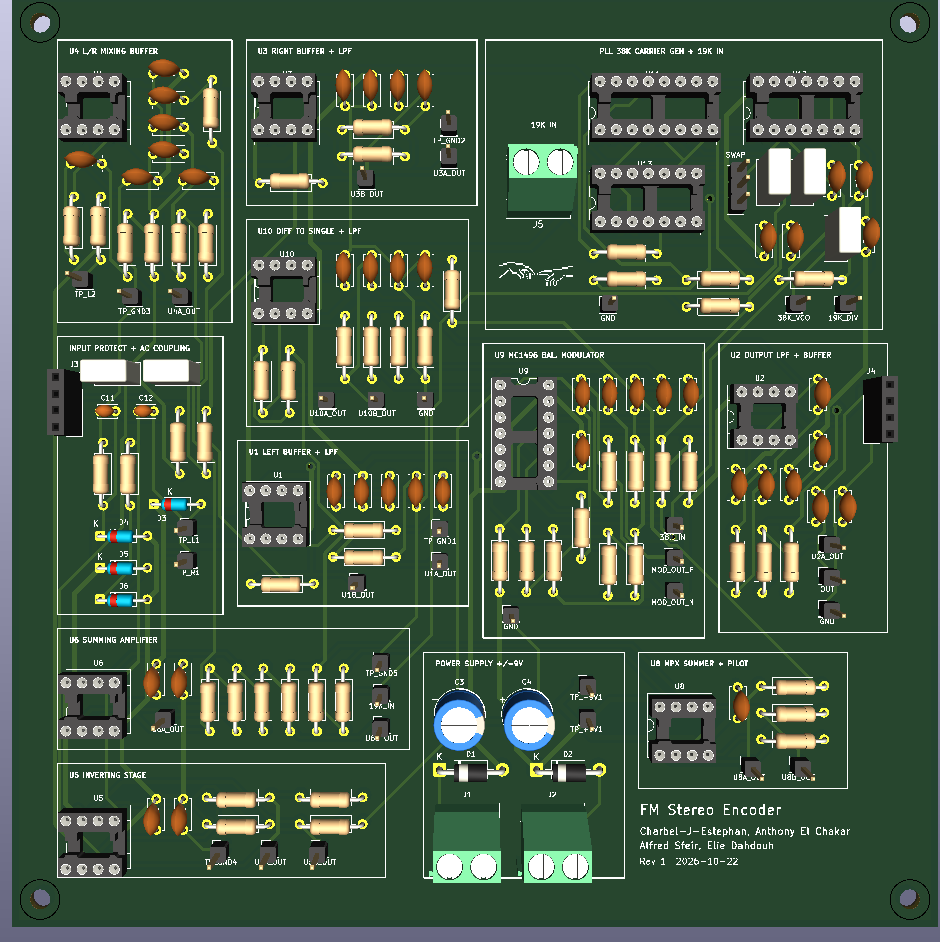 U4 L/R MIXING BUFFER
TP_L2
TP_GND3
U4A_OUT
U3 RIGHT BUFFER + LPF
TP_GND2
U3A_OUT
U3B_OUT
PLL 38K CARRIER GEN + 19K IN
19K IN
J5
SWAP
GND
38K_VCO
19K_DIV
U10 DIFF TO SINGLE + LPF
U10
U10A_OUT
U10B_OUT
GND
INPUT PROTECT + AC COUPLING
J3
C11
C12
K
D3
K
D4
K
D5
K
D6
TP_L1
U1 LEFT BUFFER + LPF
U1
TP_GND1
U1A_OUT
U1B_OUT
U9 MC1496 BAL. MODULATOR
U9
MOD_OUT_P
MOD_OUT_N
GND
U2 OUTPUT LPF + BUFFER
U2
J4
U2A_OUT
OUT
GND
U6 SUMMING AMPLIFIER
U6
TP_GND5
U5 INVERTING STAGE
U5
POWER SUPPLY +/-9V
C3
C4
K
D1
K
D2
J1
J2
U8 MPX SUMMER + PILOT
U8
FM Stereo Encoder
Charbel-J-Estephan, Anthony El Chakar
Alfred Sfeir, Elie Dahdouh
Rev 1 2026-10-22